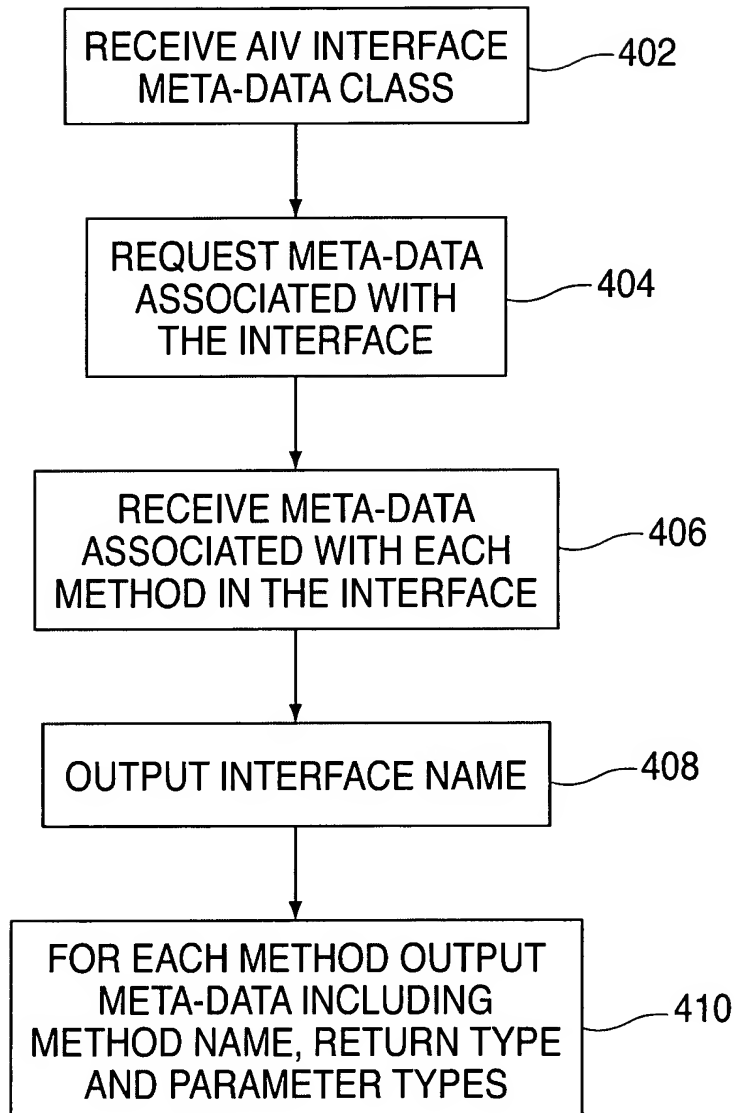 RECEIVE AIV INTERFACE
META-DATA CLASS
402
REQUEST META-DATA
ASSOCIATED WITH
THE INTERFACE
404
RECEIVE META-DATA
ASSOCIATED WITH EACH
METHOD IN THE INTERFACE
406
OUTPUT INTERFACE NAME
408
FOR EACH METHOD OUTPUT
META-DATA INCLUDING
METHOD NAME, RETURN TYPE
AND PARAMETER TYPES
410